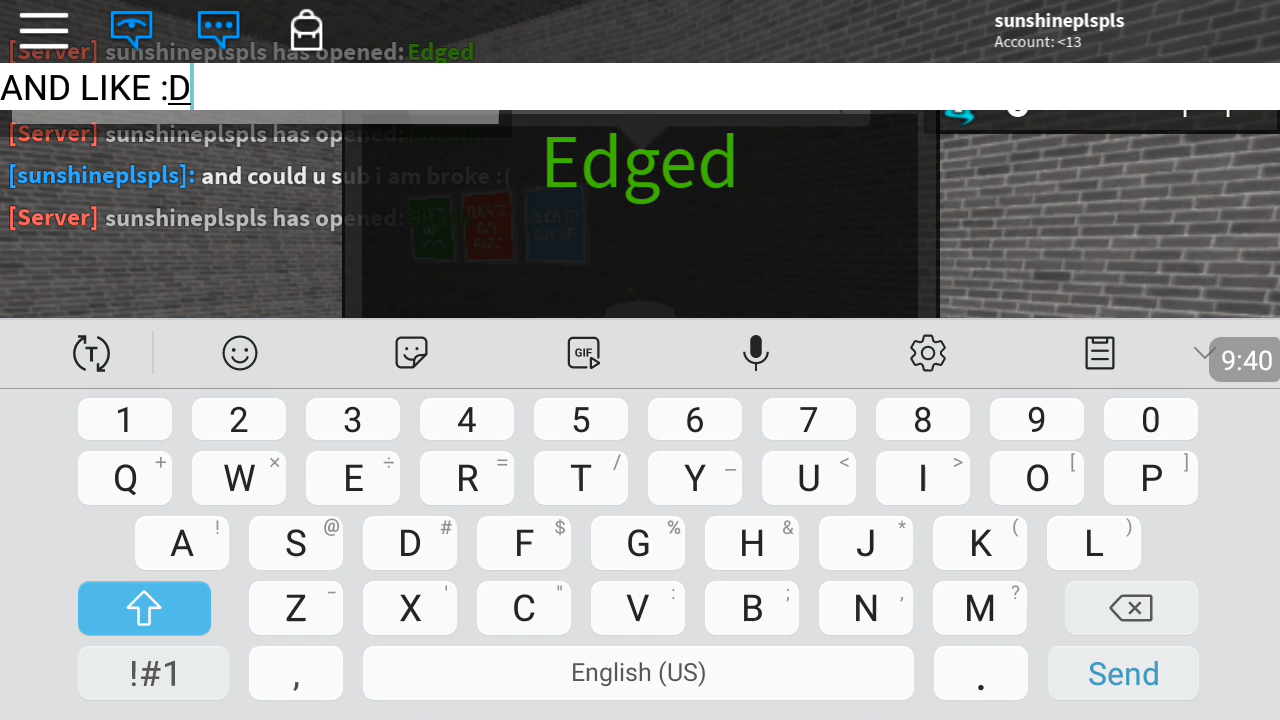 sunshineplspls
Account: <13
[Server] sunshineplspls has opened: Edged
AND LIKE :D
[Server] sunshineplspls has opened: Poison
Edged
[sunshineplspls]: and could u sub i am broke :(
[Server] sunshineplspls has opened:
GIF
9:40
1 2 3 4 5 6 7 8 9 0
Q + W × E ÷ R = T / Y _ U < I > O [ P ]
A ! S @ D # F $ G % H & J * K ( L )
Z - X ' C " V : B ; N , M ?
!#1 , English (US) . Send